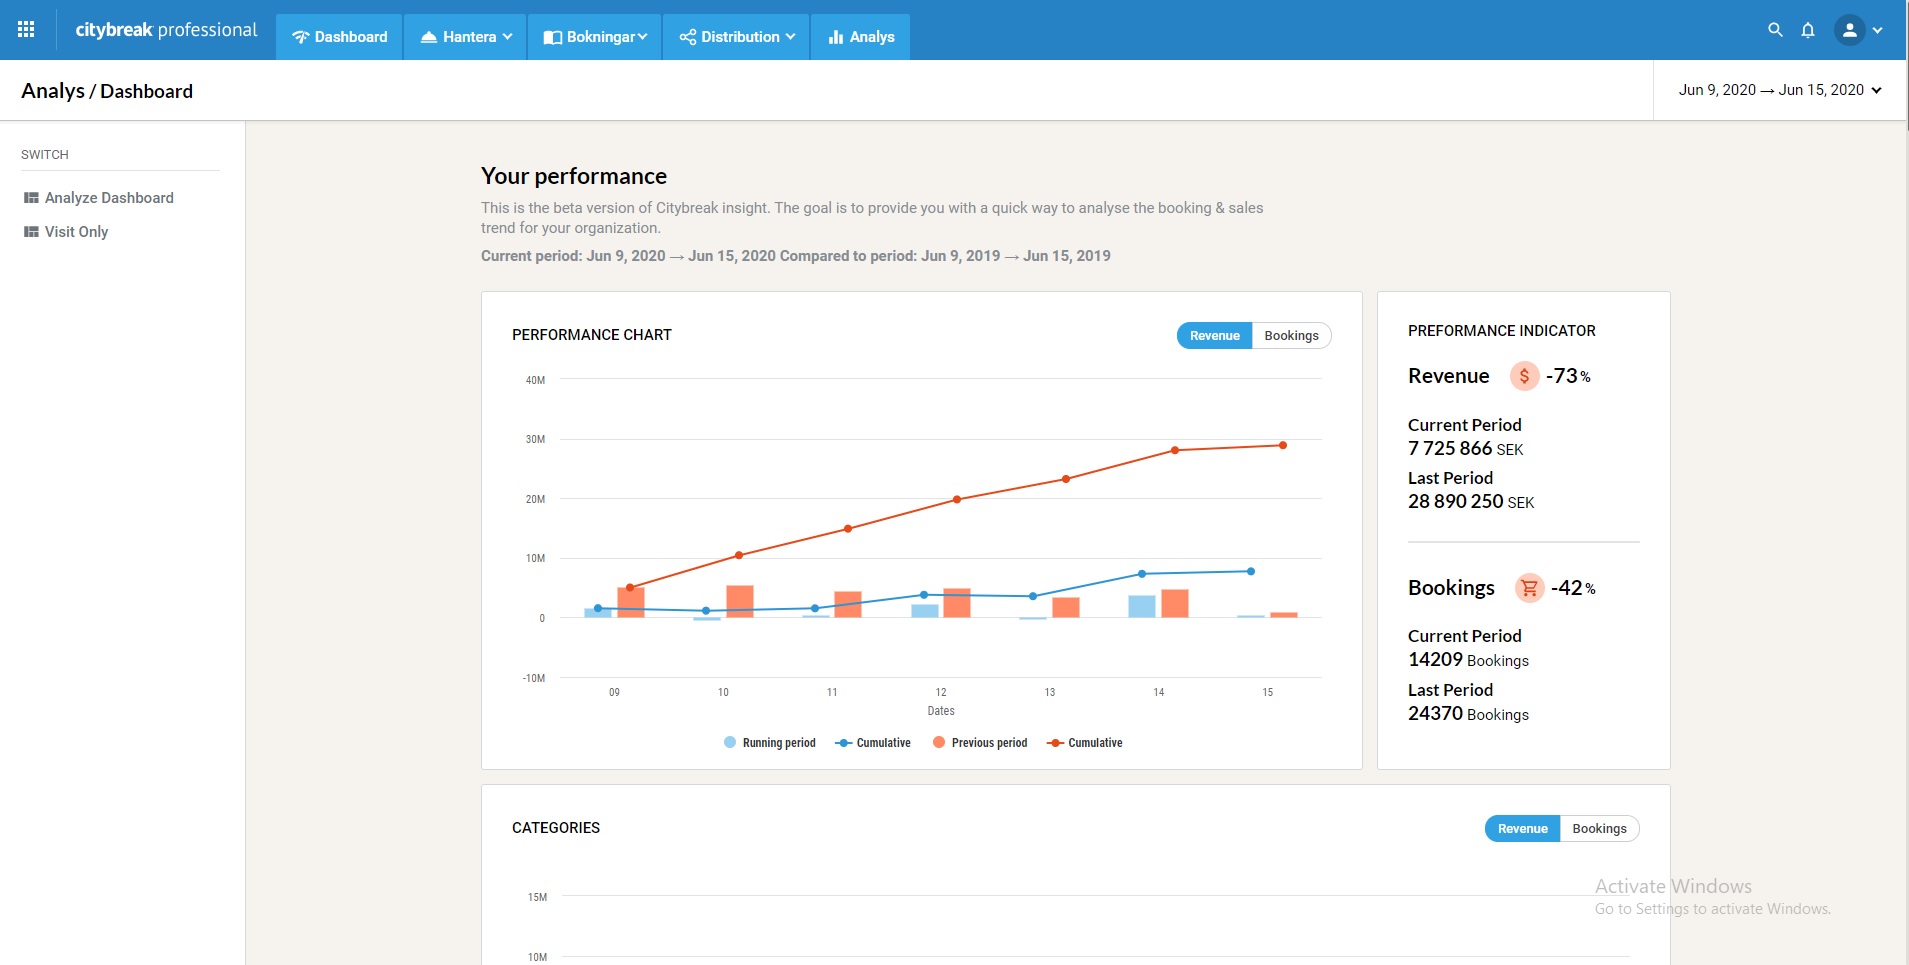 citybreak professional
Dashboard
Hantera
Bokningar
Distribution
Analys
Analys / Dashboard
Jun 9, 2020 → Jun 15, 2020
SWITCH
Analyze Dashboard
Visit Only
Your performance
This is the beta version of Citybreak insight. The goal is to provide you with a quick way to analyse the booking & sales
trend for your organization.
Current period: Jun 9, 2020 → Jun 15, 2020 Compared to period: Jun 9, 2019 → Jun 15, 2019
PERFORMANCE CHART
Revenue
Bookings
40M
30M
20M
10M
0
-10M
09
10
11
12
13
14
15
Dates
Running period
Cumulative
Previous period
Cumulative
PREFORMANCE INDICATOR
Revenue $ -73%
Current Period
7 725 866 SEK
Last Period
28 890 250 SEK
Bookings -42%
Current Period
14209 Bookings
Last Period
24370 Bookings
CATEGORIES
Revenue
Bookings
15M
10M
Activate Windows
Go to Settings to activate Windows.